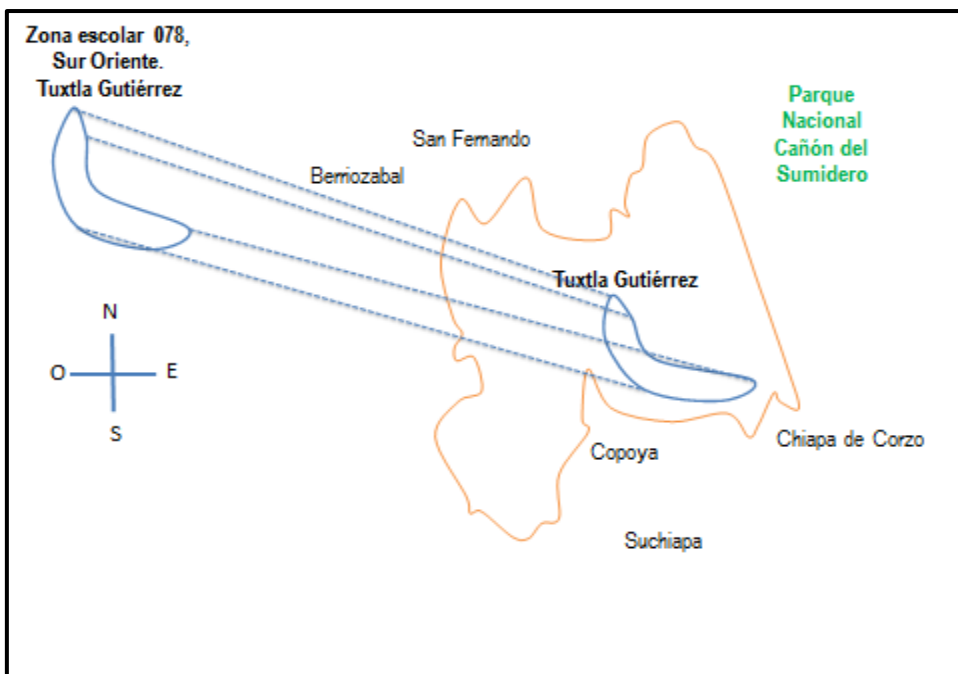 Zona escolar 078,
Sur Oriente.
Tuxtla Gutiérrez
Parque
Nacional
Cañón del
Sumidero
San Fernando
Berriozabal
Tuxtla Gutiérrez
N
O
E
S
Chiapa de Corzo
Copoya
Suchiapa